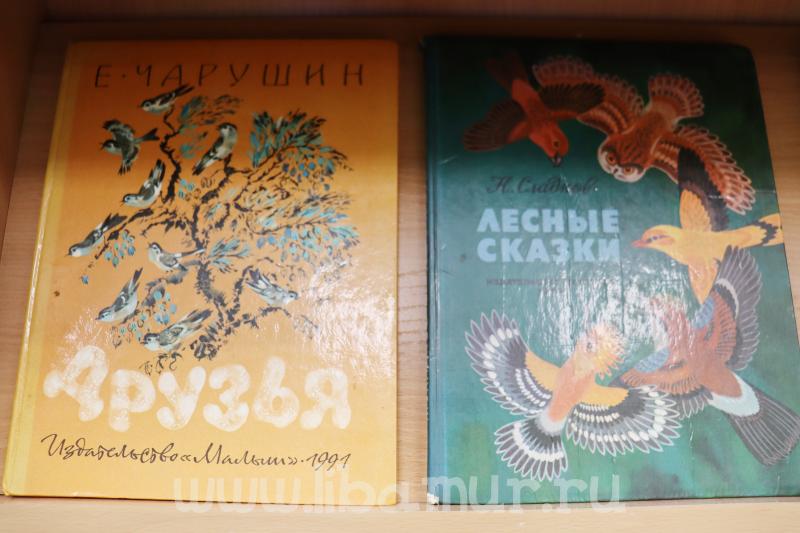 Е·ЧАРУШИН
ДРУЗЬЯ
Издательство «Малыш»·1991
Н. Сладков
ЛЕСНЫЕ
СКАЗКИ
www.libamur.ru